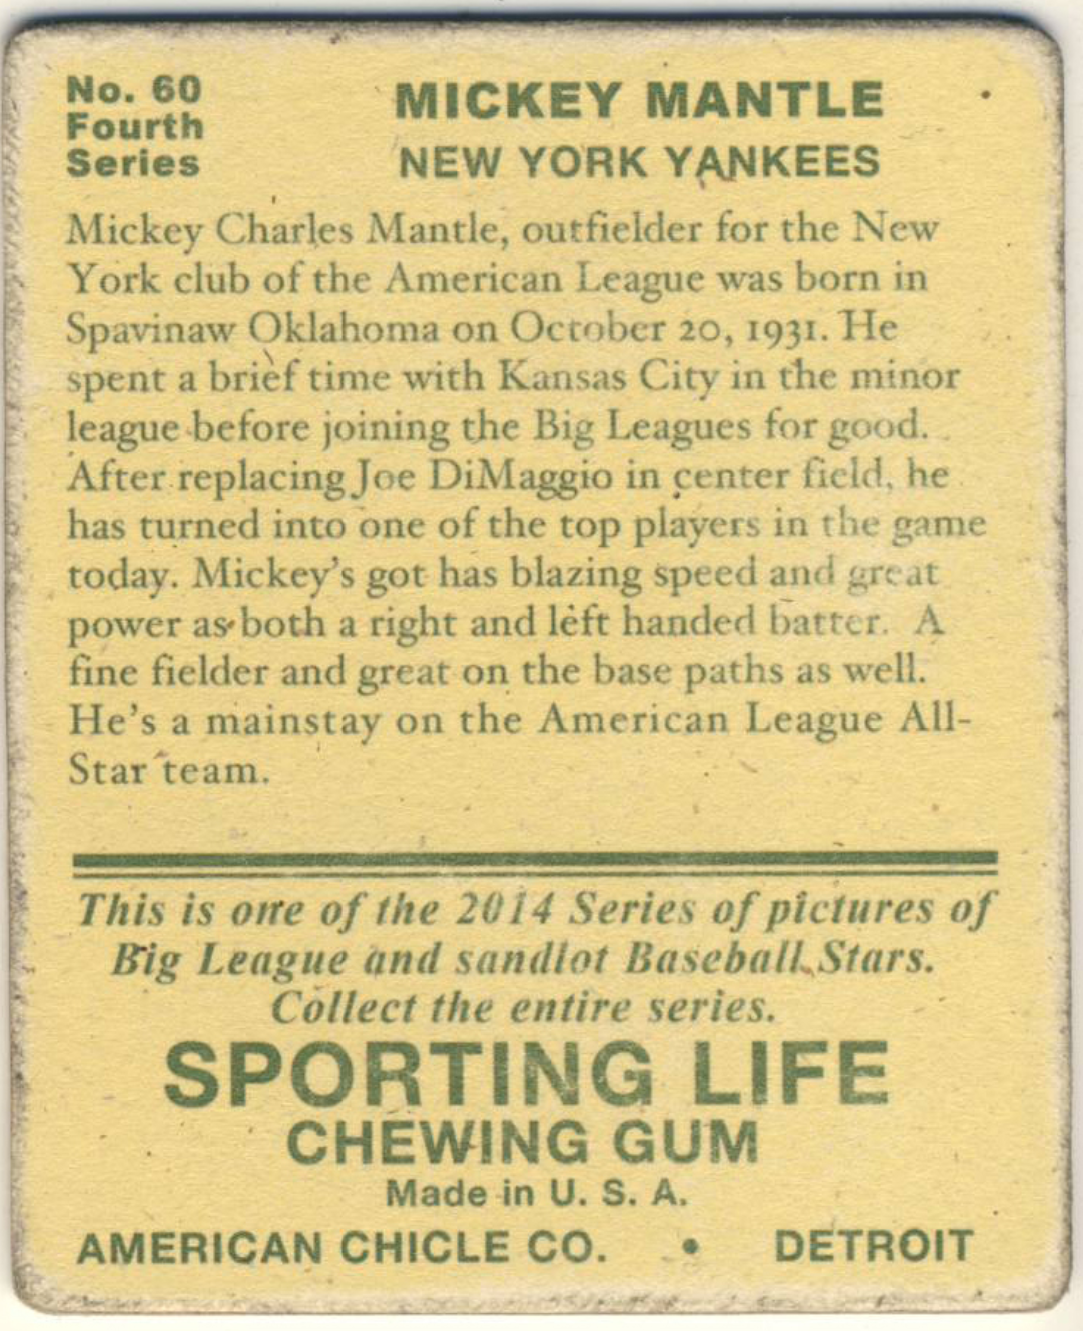 No. 60
Fourth
Series
MICKEY MANTLE
NEW YORK YANKEES
Mickey Charles Mantle, outfielder for the New
York club of the American League was born in
Spavinaw Oklahoma on October 20, 1931. He
spent a brief time with Kansas City in the minor
league before joining the Big Leagues for good.
After replacing Joe DiMaggio in center field, he
has turned into one of the top players in the game
today. Mickey's got has blazing speed and great
power as both a right and left handed batter. A
fine fielder and great on the base paths as well.
He's a mainstay on the American League All-
Star team.
This is one of the 2014 Series of pictures of
Big League and sandlot Baseball Stars.
Collect the entire series.
SPORTING LIFE
CHEWING GUM
Made in U. S. A.
AMERICAN CHICLE CO. • DETROIT